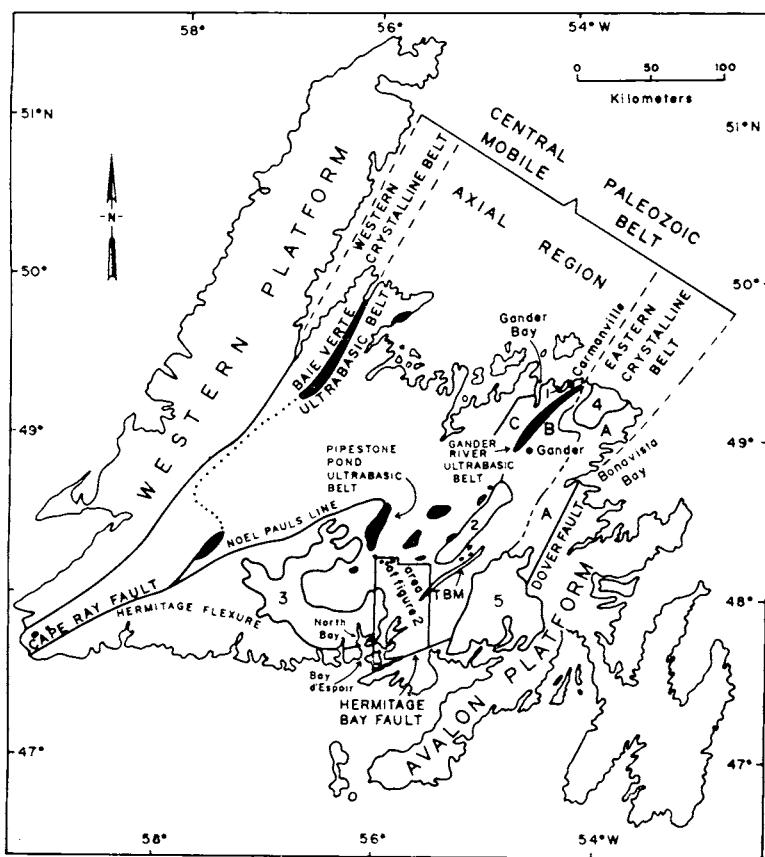 58°
56°
54°W
0 50 100
Kilometers
51°N
51°N
-N-
CENTRAL
MOBILE
PALEOZOIC
BELT
WESTERN
CRYSTALLINE BELT
AXIAL
REGION
EASTERN
CRYSTALLINE
BELT
WESTERN PLATFORM
50°
50°
BAIE VERTE
ULTRABASIC BELT
Gander
Bay
Carmanville
1
4
C
B
A
GANDER
RIVER
ULTRABASIC
BELT
Gander
49°
49°
Bonavista
Bay
PIPESTONE
POND
ULTRABASIC
BELT
2
A
DOVER FAULT
NOEL PAULS LINE
area
of figure 2
TBM
CAPE RAY FAULT
HERMITAGE FLEXURE
3
5
48°
48°
North
Bay
Bay
d'Espoir
HERMITAGE
BAY FAULT
AVALON PLATFORM
47°
47°
58°
56°
54°W